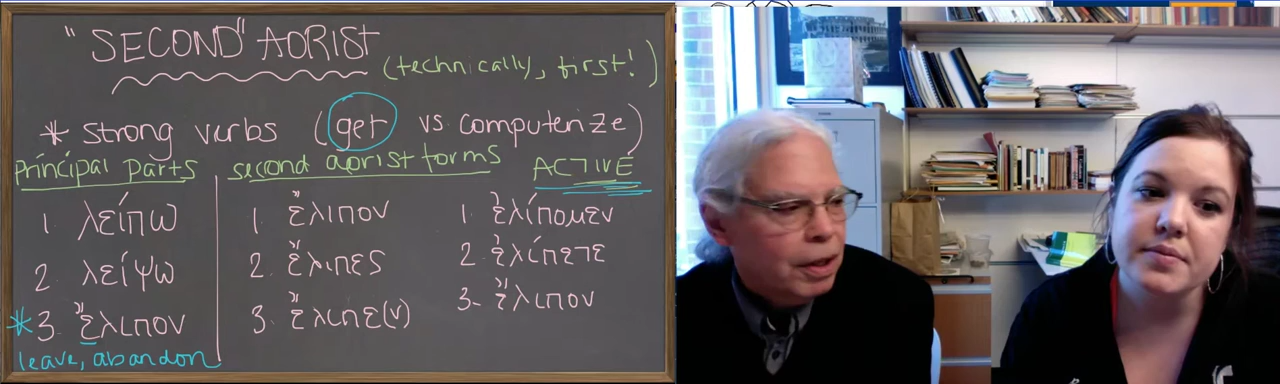 "SECOND" AORIST
(technically, first!)
* strong verbs (get vs computerize)
principal parts
second aorist forms ACTIVE
1. λείπω
2. λείψω
* 3. ἔλιπον
leave, abandon
1. ἔλιπον 1. ἐλίπομεν
2. ἔλιπες 2. ἐλίπετε
3. ἔλιπε(ν) 3. ἔλιπον